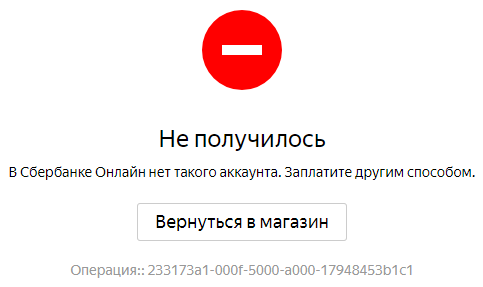 Не получилось
В Сбербанке Онлайн нет такого аккаунта. Заплатите другим способом.
Вернуться в магазин
Операция:: 233173a1-000f-5000-a000-17948453b1c1